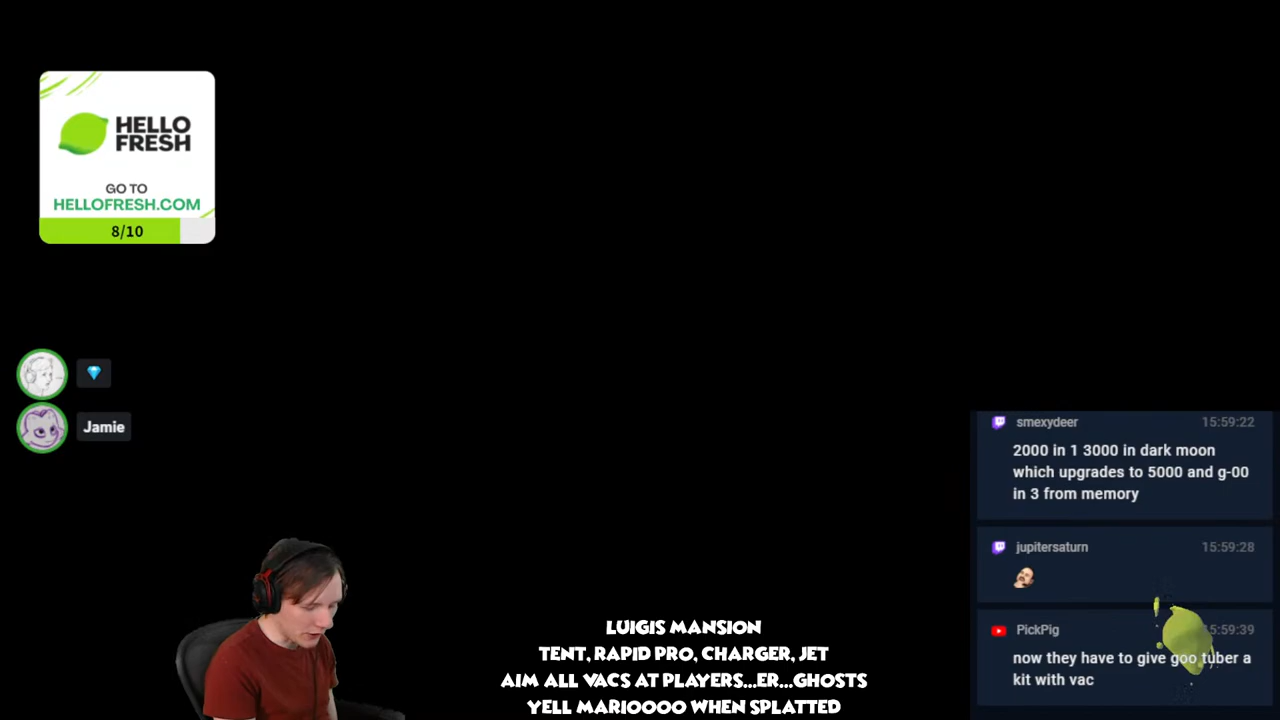 HELLO
FRESH
GO TO
HELLOFRESH.COM
8/10
Jamie
smexydeer 15:59:22
2000 in 1 3000 in dark moon
which upgrades to 5000 and g-00
in 3 from memory
jupitersaturn 15:59:28
PickPig 15:59:39
now they have to give goo tuber a
kit with vac
LUIGIS MANSION
TENT, RAPID PRO, CHARGER, JET
AIM ALL VACS AT PLAYERS...ER...GHOSTS
YELL MARIOOOO WHEN SPLATTED